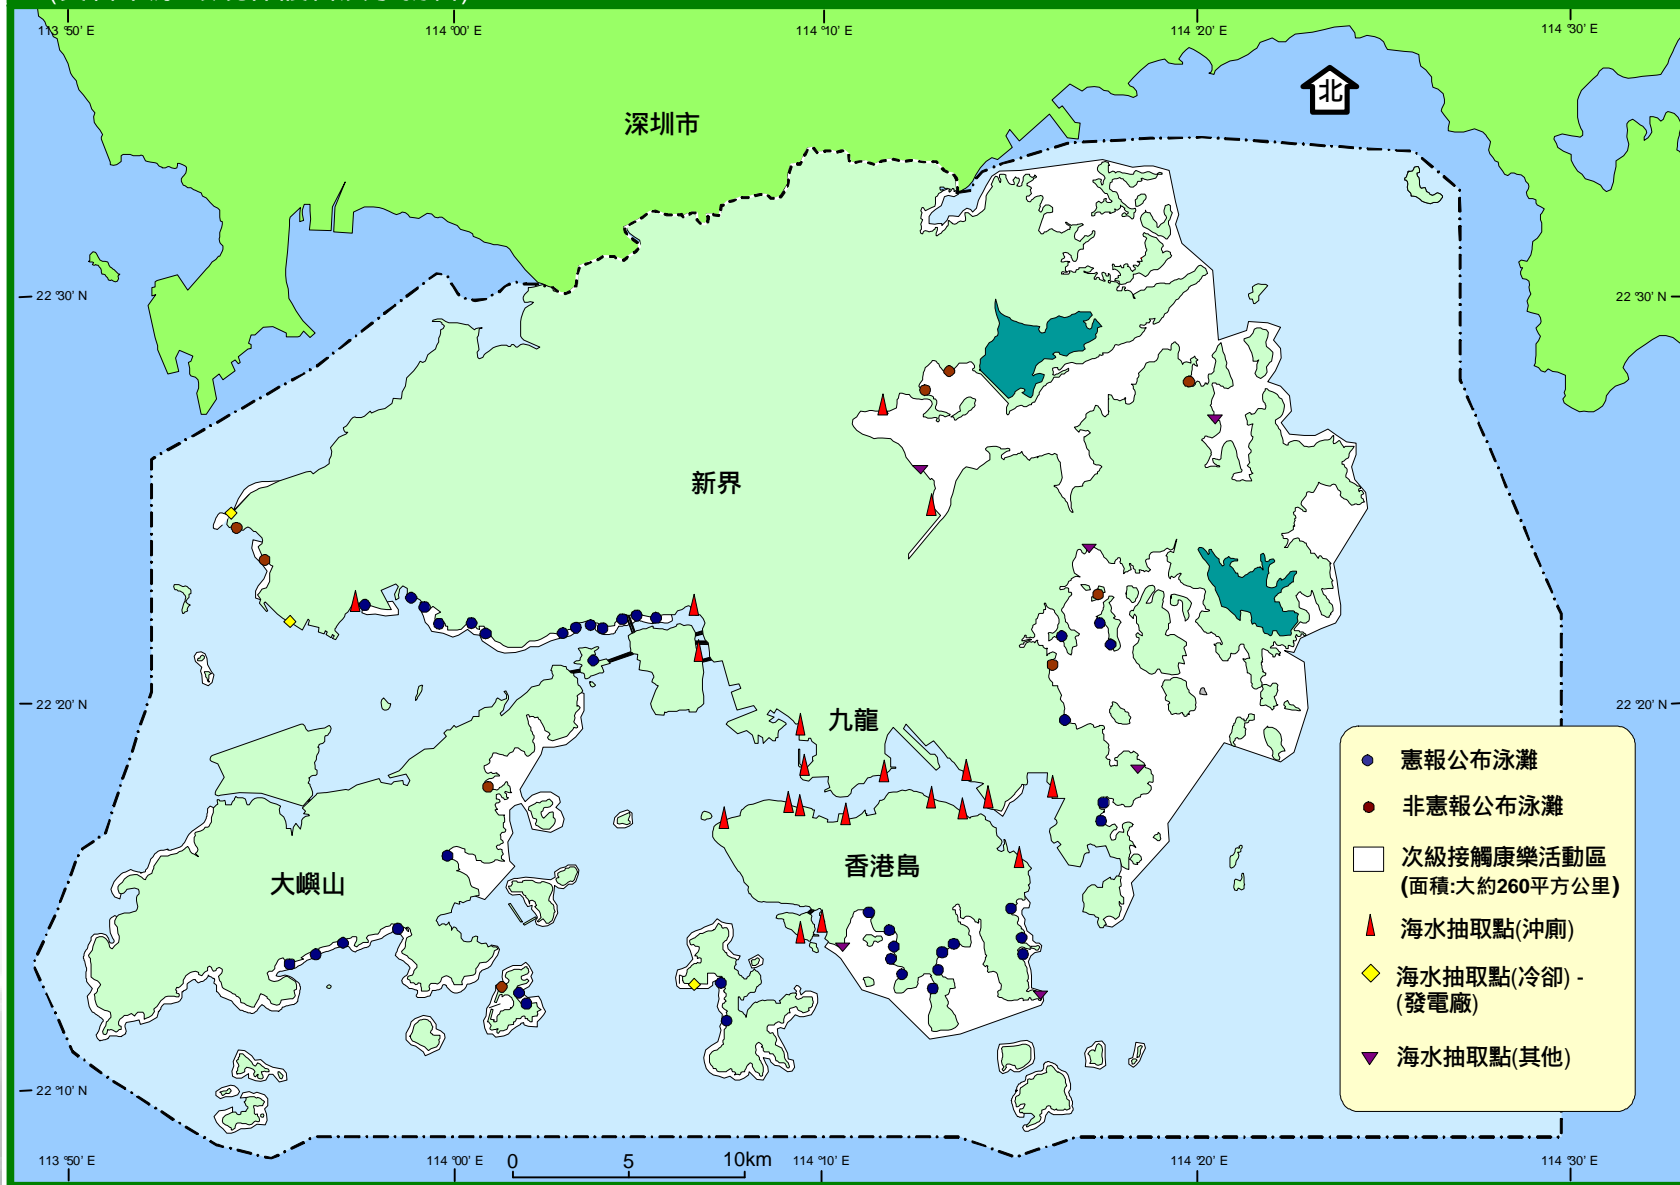 113 °50' E
114 °00' E
114 °10' E
114 °20' E
114 °30' E
北
深圳市
22 °30' N
22 °30' N
新界
22 °20' N
22 °20' N
九龍
香港島
大嶼山
憲報公布泳灘
非憲報公布泳灘
次級接觸康樂活動區
(面積:大約260平方公里)
海水抽取點(沖廁)
海水抽取點(冷卻) -
(發電廠)
海水抽取點(其他)
22 °10' N
113 °50' E
114 °00' E
0
5
10km
114 °10' E
114 °20' E
114 °30' E